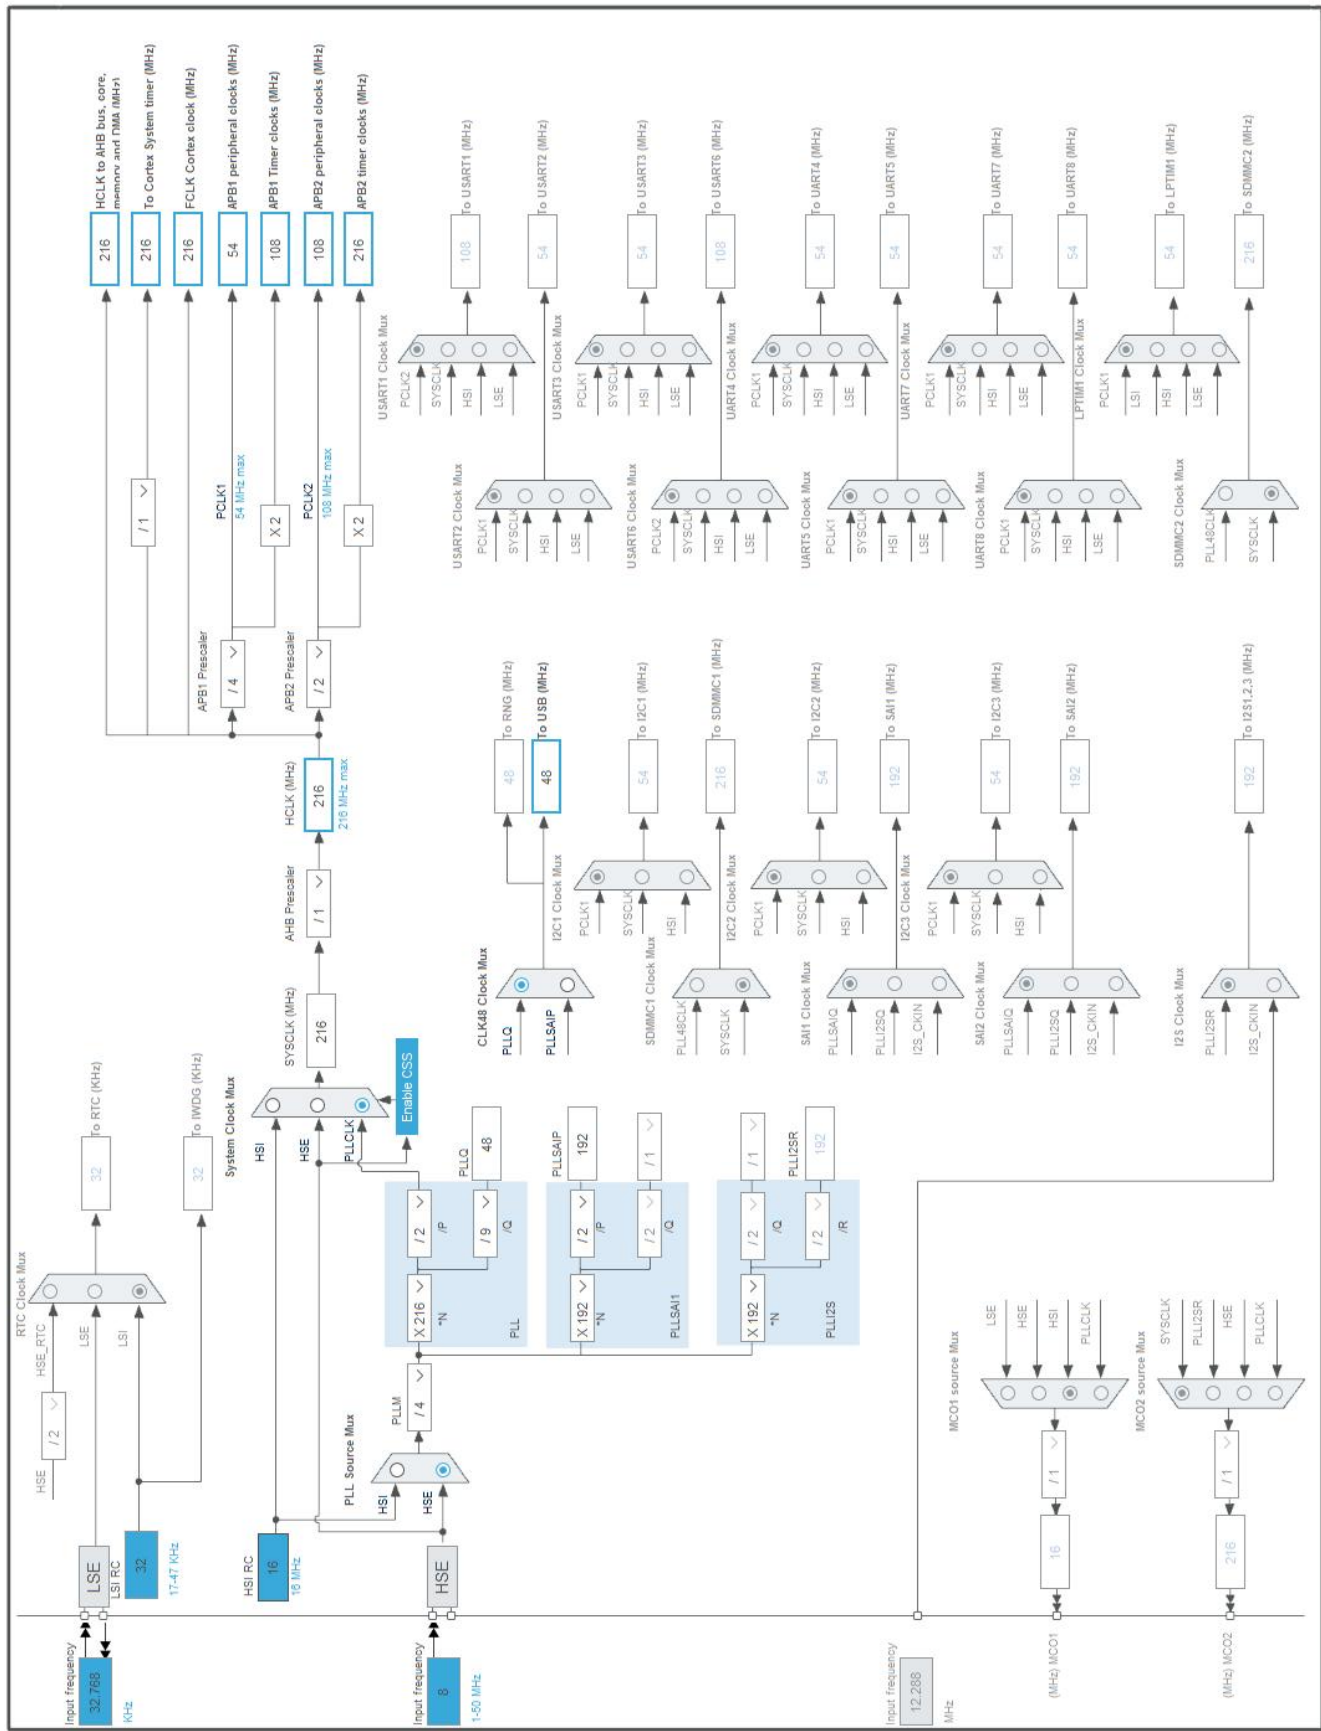 Input frequency
32.768
KHz
LSE
LSI RC
32
17-47 KHz
HSE
/ 2
HSE_RTC
LSE
LSI
RTC Clock Mux
32
To RTC (KHz)
32
To IWDG (KHz)
HSI RC
16
16 MHz
Input frequency
8
1-50 MHz
HSE
PLL Source Mux
HSI
HSE
PLLM
/ 4
X 216
*N
/ 2
/P
/ 9
/Q
PLL
PLLQ
48
X 192
*N
/ 2
/P
/ 2
/Q
PLLSAI1
PLLSAIP
192
/ 1
X 192
*N
/ 2
/Q
/ 2
/R
PLLI2S
/ 1
PLLI2SR
192
System Clock Mux
HSI
HSE
PLLCLK
Enable CSS
SYSCLK (MHz)
216
AHB Prescaler
/ 1
HCLK (MHz)
216
216 MHz max
APB1 Prescaler
/ 4
APB2 Prescaler
/ 2
/ 1
PCLK1
54 MHz max
X 2
PCLK2
108 MHz max
X 2
216
HCLK to AHB bus, core,
memory and DMA (MHz)
216
To Cortex System timer (MHz)
216
FCLK Cortex clock (MHz)
54
APB1 peripheral clocks (MHz)
108
APB1 Timer clocks (MHz)
108
APB2 peripheral clocks (MHz)
216
APB2 timer clocks (MHz)
CLK48 Clock Mux
PLLQ
PLLSAIP
48
To RNG (MHz)
48
To USB (MHz)
I2C1 Clock Mux
PCLK1
SYSCLK
HSI
54
To I2C1 (MHz)
SDMMC1 Clock Mux
PLL48CLK
SYSCLK
216
To SDMMC1 (MHz)
I2C2 Clock Mux
PCLK1
SYSCLK
HSI
54
To I2C2 (MHz)
SAI1 Clock Mux
PLLSAIQ
PLLI2SQ
I2S_CKIN
192
To SAI1 (MHz)
I2C3 Clock Mux
PCLK1
SYSCLK
HSI
54
To I2C3 (MHz)
SAI2 Clock Mux
PLLSAIQ
PLLI2SQ
I2S_CKIN
192
To SAI2 (MHz)
I2S Clock Mux
PLLI2SR
I2S_CKIN
192
To I2S1,2,3 (MHz)
USART1 Clock Mux
PCLK2
SYSCLK
HSI
LSE
108
To USART1 (MHz)
USART2 Clock Mux
PCLK1
SYSCLK
HSI
LSE
54
To USART2 (MHz)
USART3 Clock Mux
PCLK1
SYSCLK
HSI
LSE
54
To USART3 (MHz)
USART6 Clock Mux
PCLK2
SYSCLK
HSI
LSE
108
To USART6 (MHz)
UART4 Clock Mux
PCLK1
SYSCLK
HSI
LSE
54
To UART4 (MHz)
UART5 Clock Mux
PCLK1
SYSCLK
HSI
LSE
54
To UART5 (MHz)
UART7 Clock Mux
PCLK1
SYSCLK
HSI
LSE
54
To UART7 (MHz)
UART8 Clock Mux
PCLK1
SYSCLK
HSI
LSE
54
To UART8 (MHz)
LPTIM1 Clock Mux
PCLK1
LSI
HSI
LSE
54
To LPTIM1 (MHz)
SDMMC2 Clock Mux
PLL48CLK
SYSCLK
216
To SDMMC2 (MHz)
Input frequency
12.288
MHz
MCO1 source Mux
LSE
HSE
HSI
PLLCLK
/ 1
16
(MHz) MCO1
MCO2 source Mux
SYSCLK
PLLI2SR
HSE
PLLCLK
/ 1
216
(MHz) MCO2